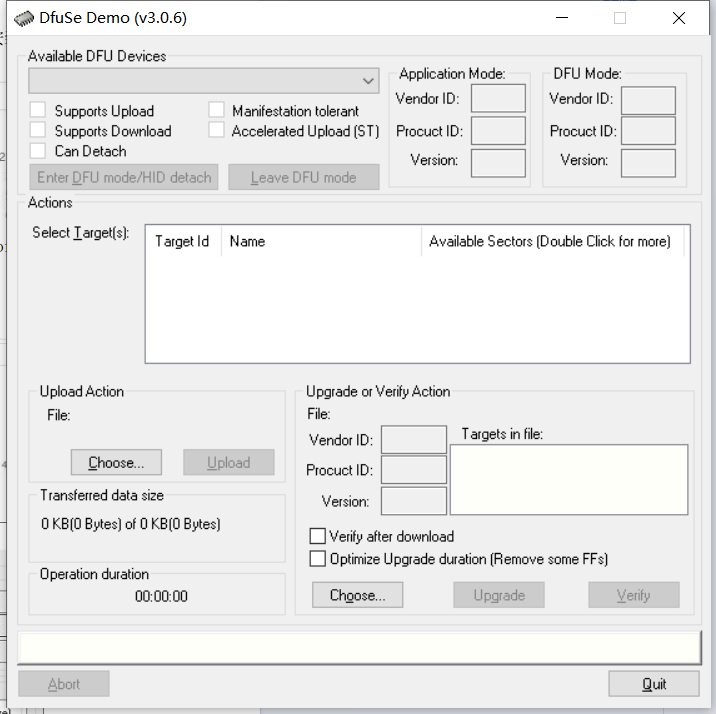 DfuSe Demo (v3.0.6)
Available DFU Devices
Supports Upload
Manifestation tolerant
Supports Download
Accelerated Upload (ST)
Can Detach
Enter DFU mode/HID detach
Leave DFU mode
Application Mode:
Vendor ID:
Procuct ID:
Version:
DFU Mode:
Vendor ID:
Procuct ID:
Version:
Actions
Select Target(s):
Target Id
Name
Available Sectors (Double Click for more)
Upload Action
File:
Choose...
Upload
Transferred data size
0 KB(0 Bytes) of 0 KB(0 Bytes)
Operation duration
00:00:00
Upgrade or Verify Action
File:
Vendor ID:
Procuct ID:
Version:
Targets in file:
Verify after download
Optimize Upgrade duration (Remove some FFs)
Choose...
Upgrade
Verify
Abort
Quit